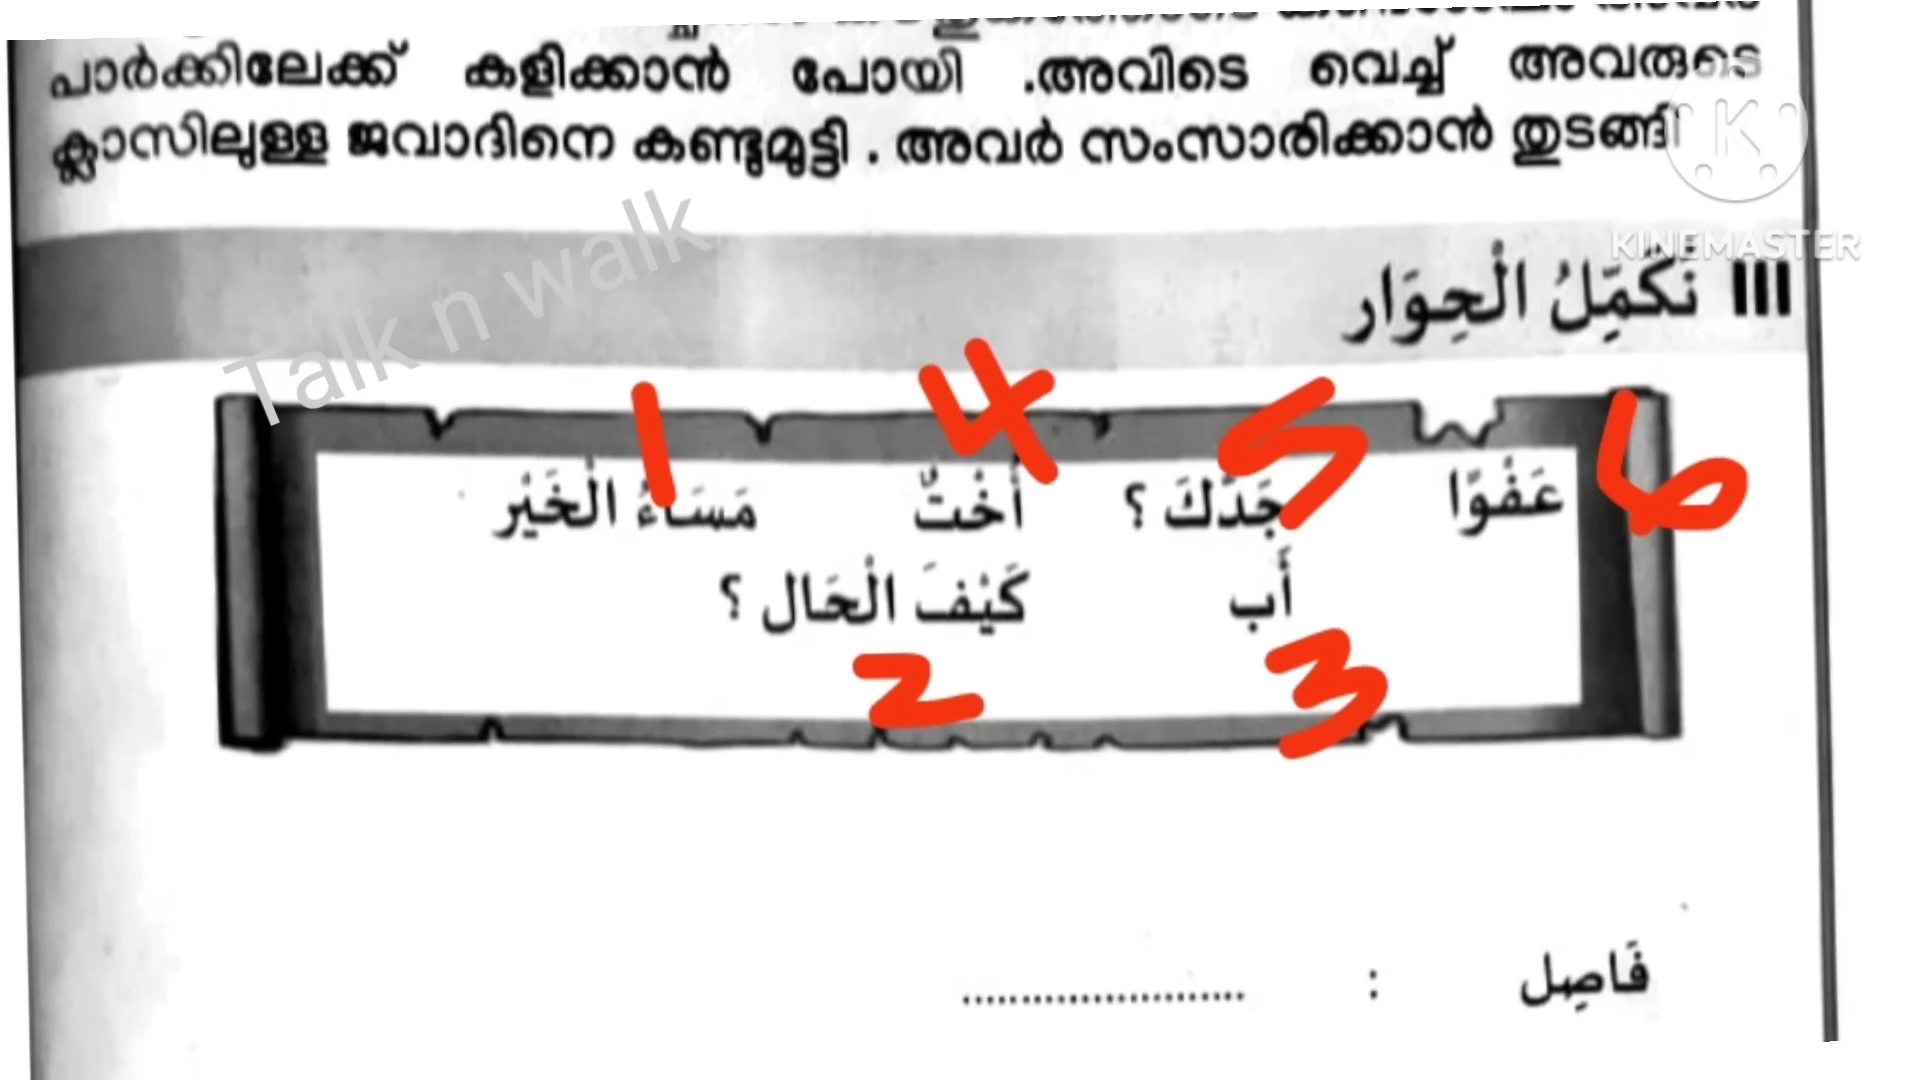 പാർക്കിലേക്ക് കളിക്കാൻ പോയി .അവിടെ വെച്ച് അവരുടെ
ക്ലാസിലുള്ള ജവാദിനെ കണ്ടുമുട്ടി . അവർ സംസാരിക്കാൻ തുടങ്ങി
K
KINEMASTER
Talk n walk
III نُكَمِّلُ الْحِوَار
1 4 5 6
عَفْوًا جَدُّكَ ؟ أُخْتٌ مَسَاءُ الْخَيْر
أَب كَيْفَ الْحَال ؟
2 3
فَاصِل : ........................